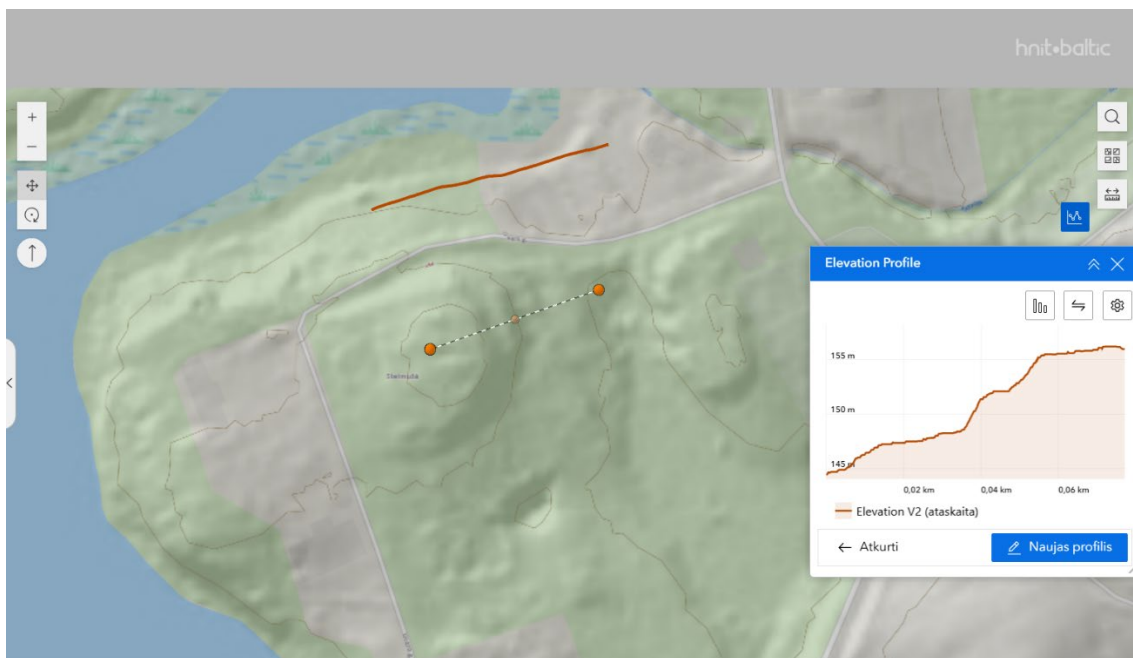 hnit•baltic
Elevation Profile
155 m
150 m
145 m
0,02 km
0,04 km
0,06 km
Elevation V2 (ataskaita)
Atkurti
Naujas profilis